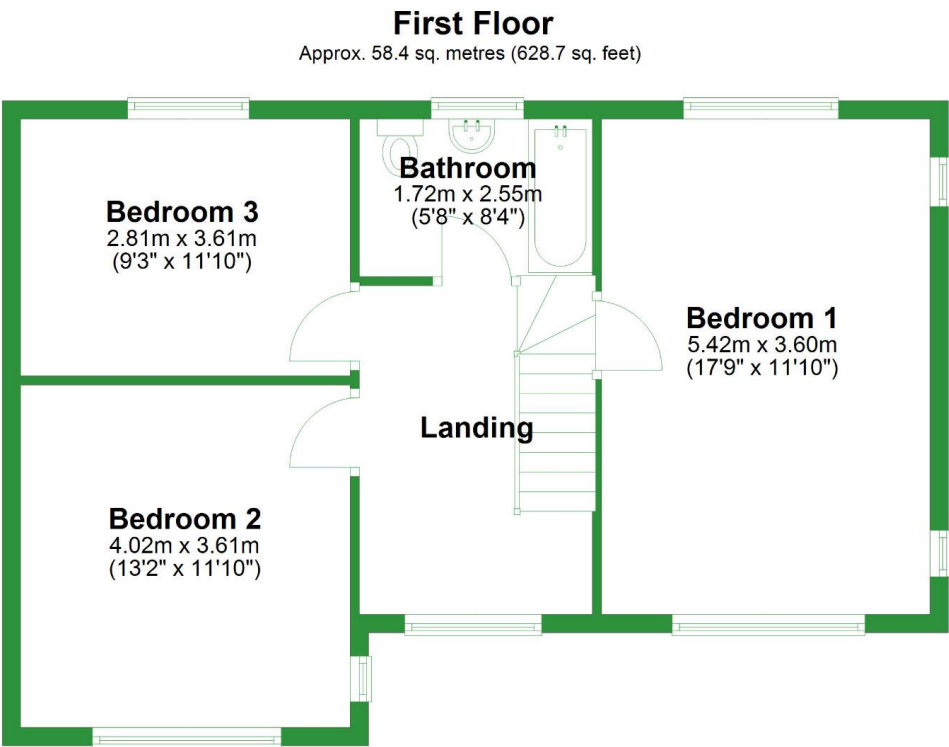 First Floor
Approx. 58.4 sq. metres (628.7 sq. feet)
Bathroom
1.72m x 2.55m
(5'8" x 8'4")
Bedroom 3
2.81m x 3.61m
(9'3" x 11'10")
Bedroom 1
5.42m x 3.60m
(17'9" x 11'10")
Landing
Bedroom 2
4.02m x 3.61m
(13'2" x 11'10")